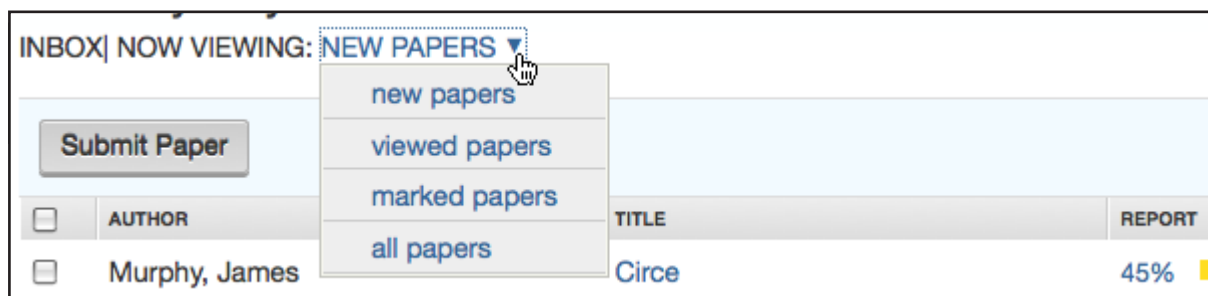 INBOX| NOW VIEWING: NEW PAPERS ▼
new papers
Submit Paper
viewed papers
marked papers
AUTHOR TITLE REPORT
all papers
Murphy, James Circe 45%